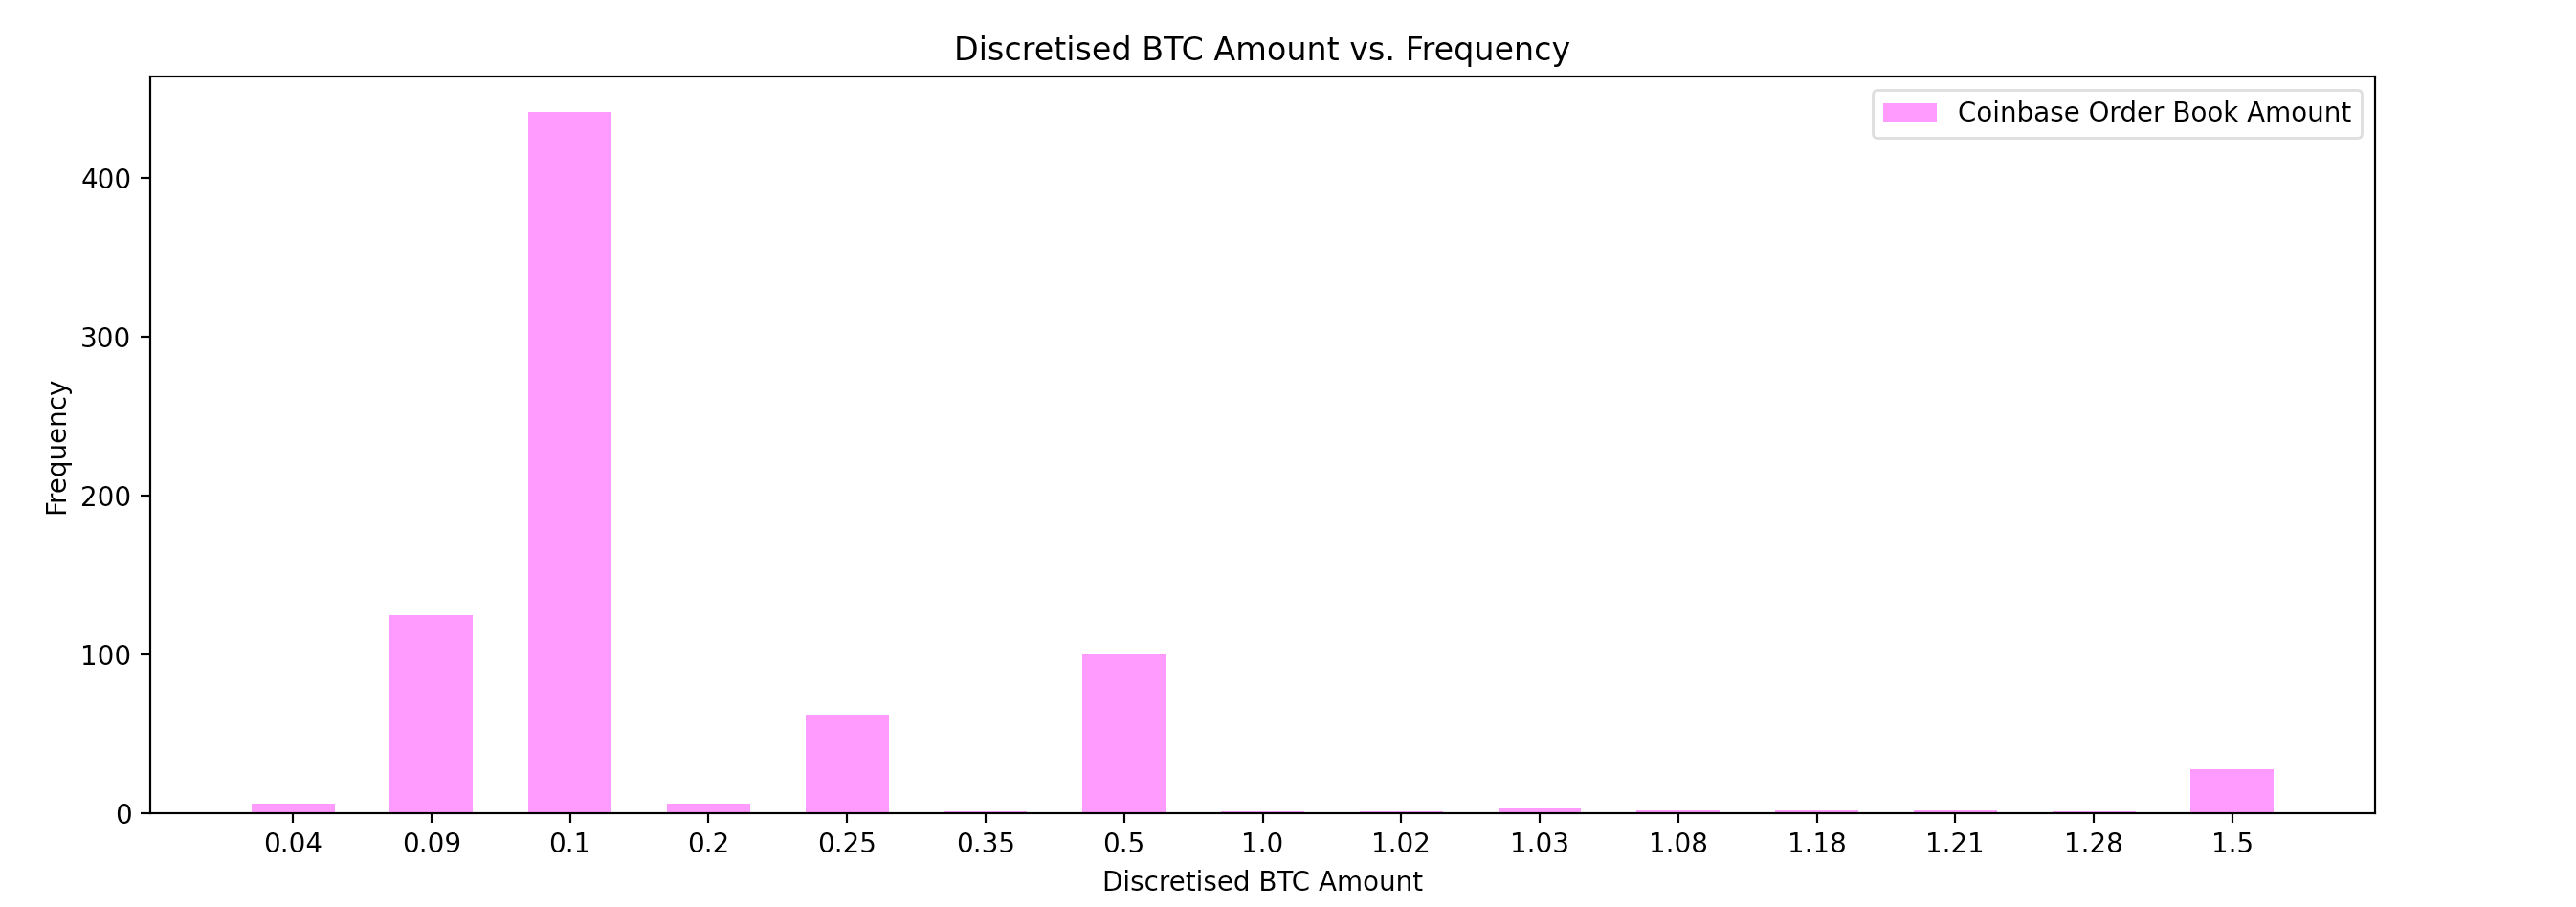 Discretised BTC Amount vs. Frequency
Coinbase Order Book Amount
Frequency
400
300
200
100
0
0.04 0.09 0.1 0.2 0.25 0.35 0.5 1.0 1.02 1.03 1.08 1.18 1.21 1.28 1.5
Discretised BTC Amount